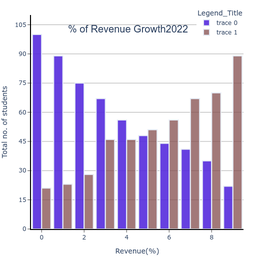 Legend_Title
trace 0
trace 1
% of Revenue Growth2022
Total no. of students
105
90
75
60
45
30
15
0
0
2
4
6
8
Revenue(%)